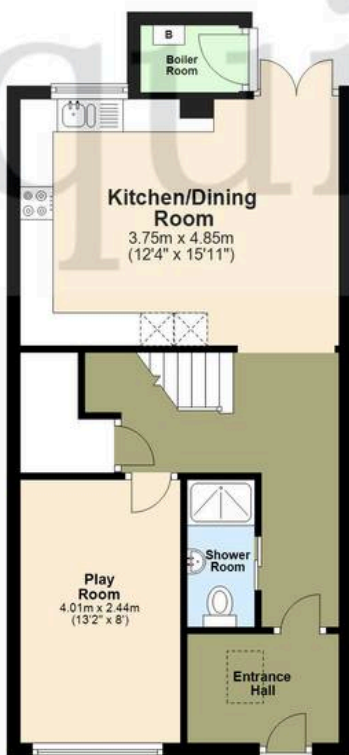 B
Boiler
Room
qui
Kitchen/Dining
Room
3.75m x 4.85m
(12'4" x 15'11")
Play
Room
4.01m x 2.44m
(13'2" x 8')
Shower
Room
Entrance
Hall